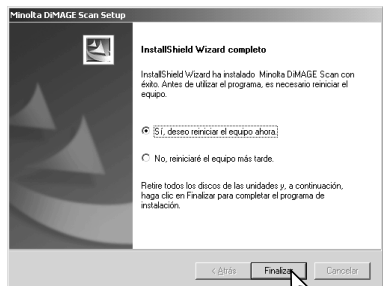 Minolta DiMAGE Scan Setup
InstallShield Wizard completo
InstallShield Wizard ha instalado Minolta DiMAGE Scan con
éxito. Antes de utilizar el programa, es necesario reiniciar el
equipo.
Sí, deseo reiniciar el equipo ahora.
No, reiniciaré el equipo más tarde.
Retire todos los discos de las unidades y, a continuación,
haga clic en Finalizar para completar el programa de
instalación.
< Atrás Finalizar Cancelar